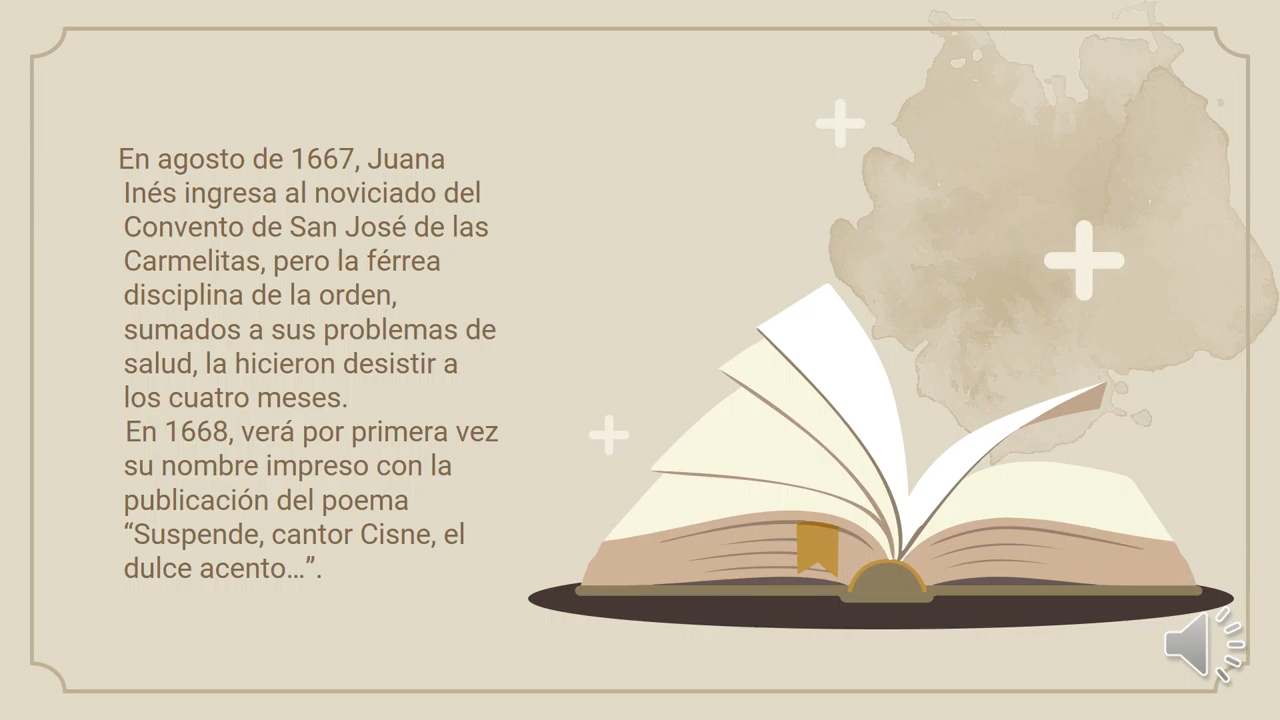 En agosto de 1667, Juana
Inés ingresa al noviciado del
Convento de San José de las
Carmelitas, pero la férrea
disciplina de la orden,
sumados a sus problemas de
salud, la hicieron desistir a
los cuatro meses.
En 1668, verá por primera vez
su nombre impreso con la
publicación del poema
“Suspende, cantor Cisne, el
dulce acento…”.